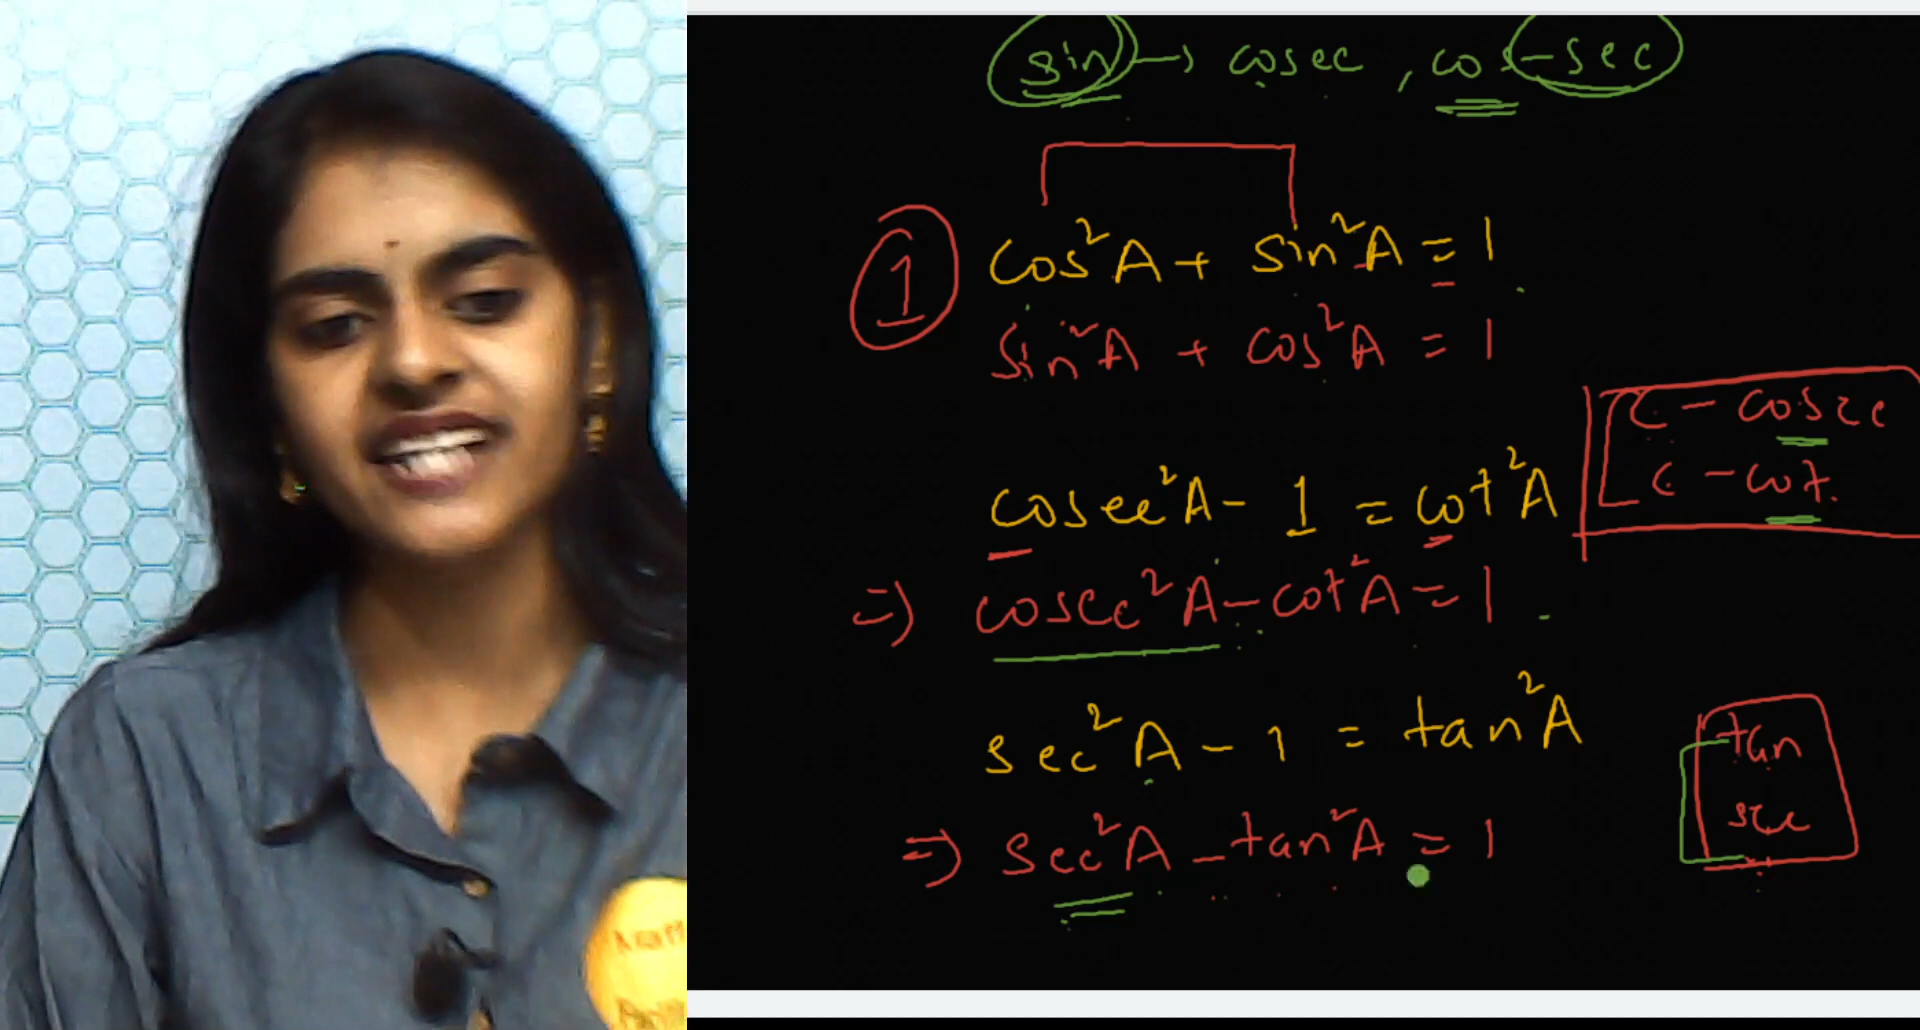 sin → cosec , cos - sec
1
cos²A + sin²A = 1
sin²A + cos²A = 1
c - cosec
c - cot.
cosec²A - 1 = cot²A
⇒ cosec²A - cot²A = 1
sec²A - 1 = tan²A
tan
sec
⇒ sec²A - tan²A = 1